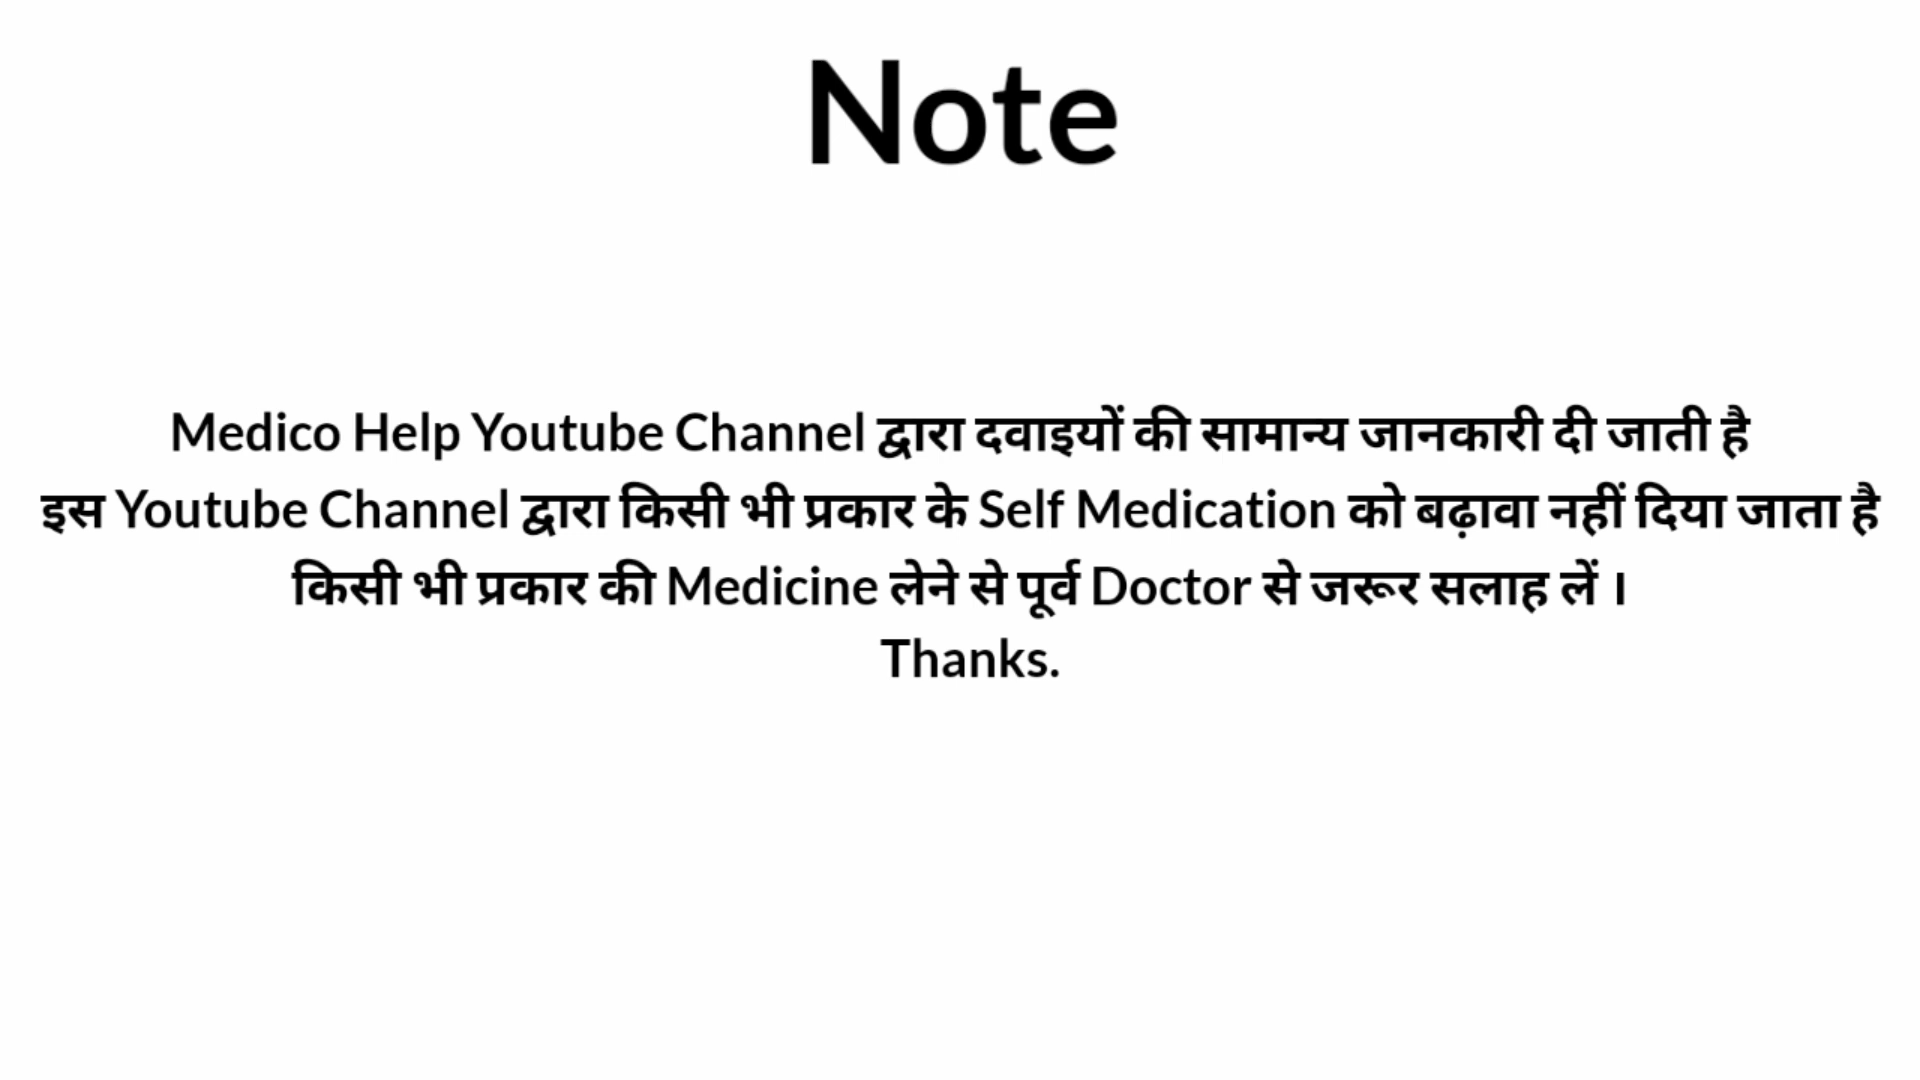 Note
Medico Help Youtube Channel द्वारा दवाइयों की सामान्य जानकारी दी जाती है
इस Youtube Channel द्वारा किसी भी प्रकार के Self Medication को बढ़ावा नहीं दिया जाता है
किसी भी प्रकार की Medicine लेने से पूर्व Doctor से जरूर सलाह लें ।
Thanks.